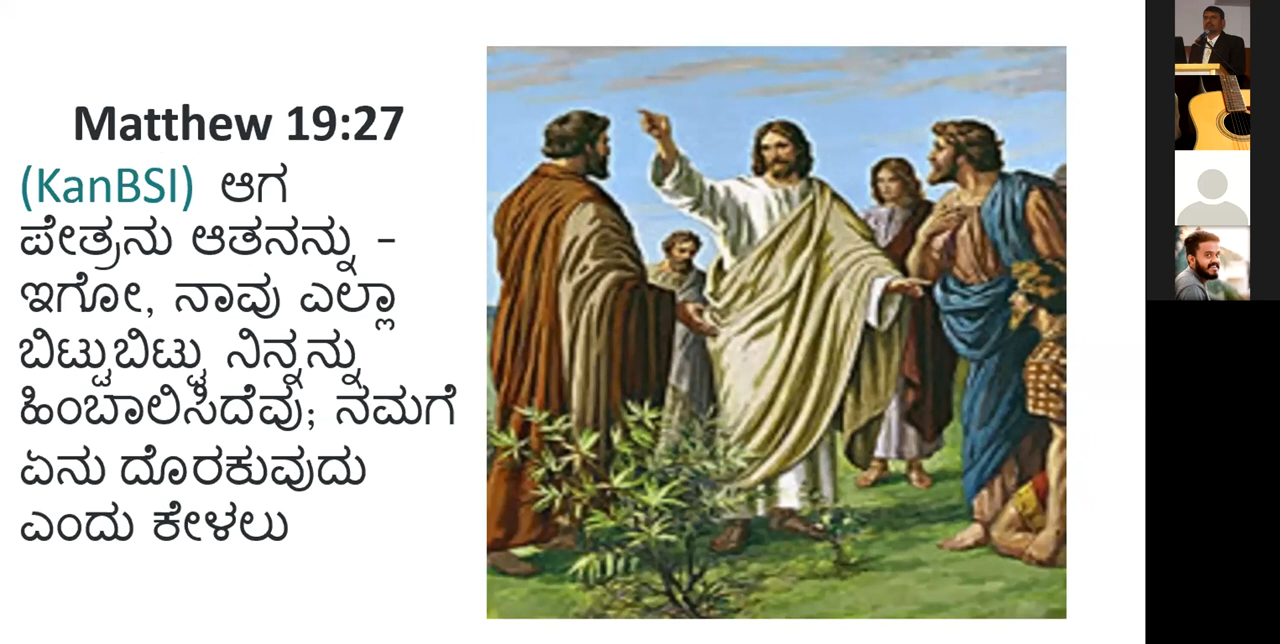 Matthew 19:27
(KanBSI) ಆಗ
ಪೇತ್ರನು ಆತನನ್ನು -
ಇಗೋ, ನಾವು ಎಲ್ಲಾ
ಬಿಟ್ಟುಬಿಟ್ಟು ನಿನ್ನನ್ನು
ಹಿಂಬಾಲಿಸಿದೆವು; ನಮಗೆ
ಏನು ದೊರಕುವುದು
ಎಂದು ಕೇಳಲು